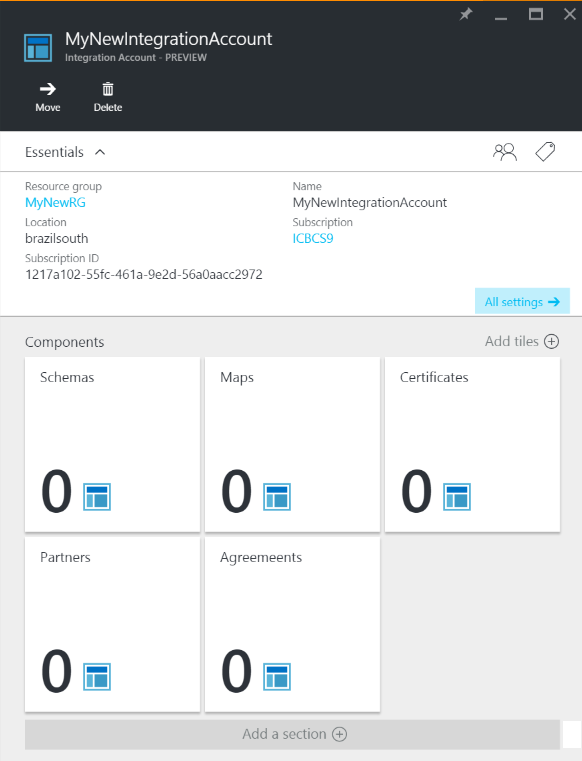 MyNewIntegrationAccount
Integration Account - PREVIEW
Move
Delete
Essentials
Resource group
MyNewRG
Name
MyNewIntegrationAccount
Location
brazilsouth
Subscription
ICBCS9
Subscription ID
1217a102-55fc-461a-9e2d-56a0aacc2972
All settings
Components
Add tiles
Schemas
0
Maps
0
Certificates
0
Partners
0
Agremeents
0
Add a section